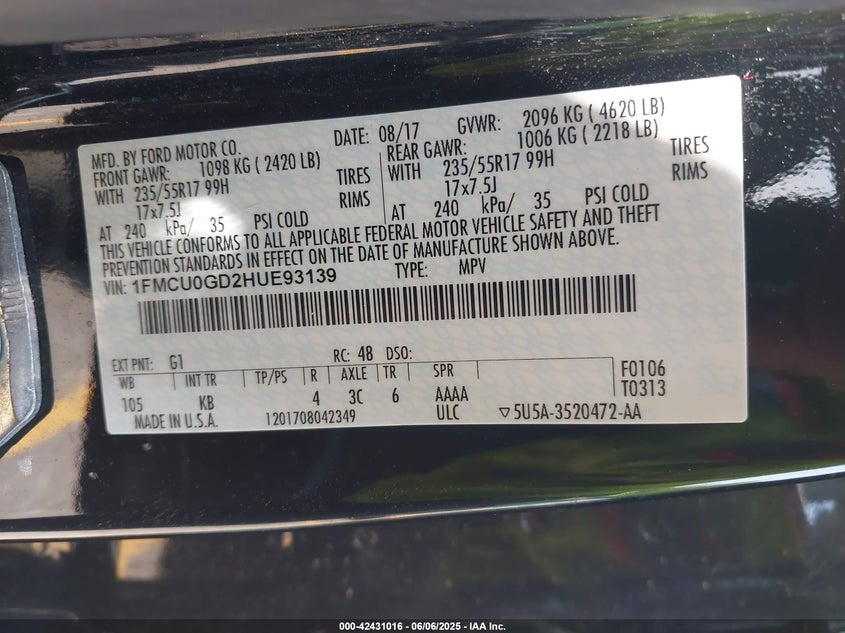 MFD. BY FORD MOTOR CO. DATE: 08/17 GVWR: 2096 KG ( 4620 LB)
FRONT GAWR: 1098 KG ( 2420 LB) REAR GAWR: 1006 KG ( 2218 LB)
WITH 235/55R17 99H TIRES WITH 235/55R17 99H TIRES
17x7.5J RIMS 17x7.5J RIMS
AT 240 kPa/ 35 PSI COLD AT 240 kPa/ 35 PSI COLD
THIS VEHICLE CONFORMS TO ALL APPLICABLE FEDERAL MOTOR VEHICLE SAFETY AND THEFT
PREVENTION STANDARDS IN EFFECT ON THE DATE OF MANUFACTURE SHOWN ABOVE.
VIN: 1FMCU0GD2HUE93139 TYPE: MPV
EXT PNT: G1 RC: 48 DSO:
WB INT TR TP/PS R AXLE TR SPR F0106
105 KB 4 3C 6 AAAA T0313
MADE IN U.S.A. 1201708042349 ULC ▽5U5A-3520472-AA
000-42431016 - 06/06/2025 - IAA Inc.